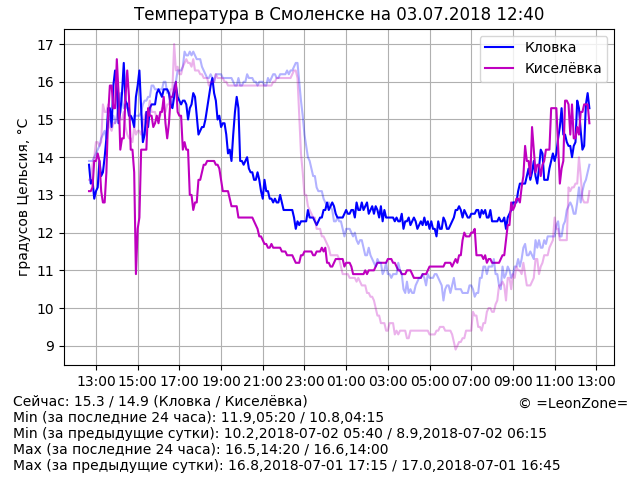 Температура в Смоленске на 03.07.2018 12:40
Кловка
Киселёвка
градусов Цельсия, °C
17
16
15
14
13
12
11
10
9
13:00 15:00 17:00 19:00 21:00 23:00 01:00 03:00 05:00 07:00 09:00 11:00 13:00
Сейчас: 15.3 / 14.9 (Кловка / Киселёвка)
© =LeonZone=
Min (за последние 24 часа): 11.9,05:20 / 10.8,04:15
Min (за предыдущие сутки): 10.2,2018-07-02 05:40 / 8.9,2018-07-02 06:15
Max (за последние 24 часа): 16.5,14:20 / 16.6,14:00
Max (за предыдущие сутки): 16.8,2018-07-01 17:15 / 17.0,2018-07-01 16:45